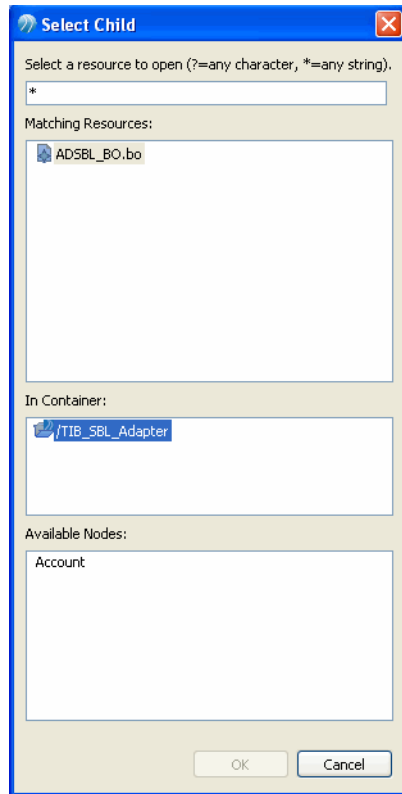 Select Child
Select a resource to open (?=any character, *=any string).
*
Matching Resources:
ADSBL_BO.bo
In Container:
/TIB_SBL_Adapter
Available Nodes:
Account
OK
Cancel